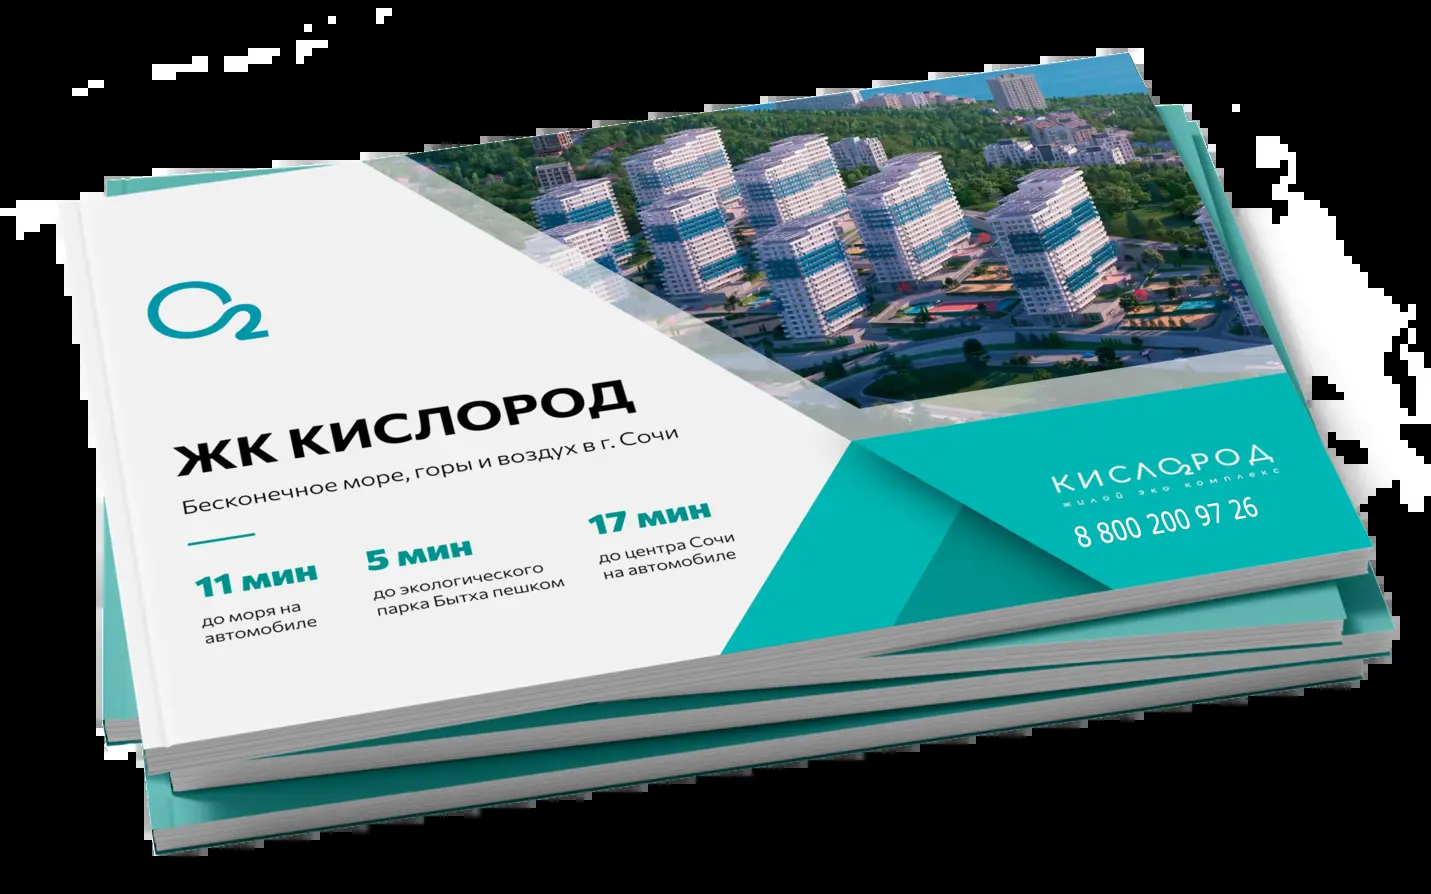 O2
ЖК КИСЛОРОД
Бесконечное море, горы и воздух в г. Сочи
11 мин
до моря на
автомобиле
5 мин
до экологического
парка Бытха пешком
17 мин
до центра Сочи
на автомобиле
КИСЛО2РОД
жилой эко комплекс
8 800 200 97 26